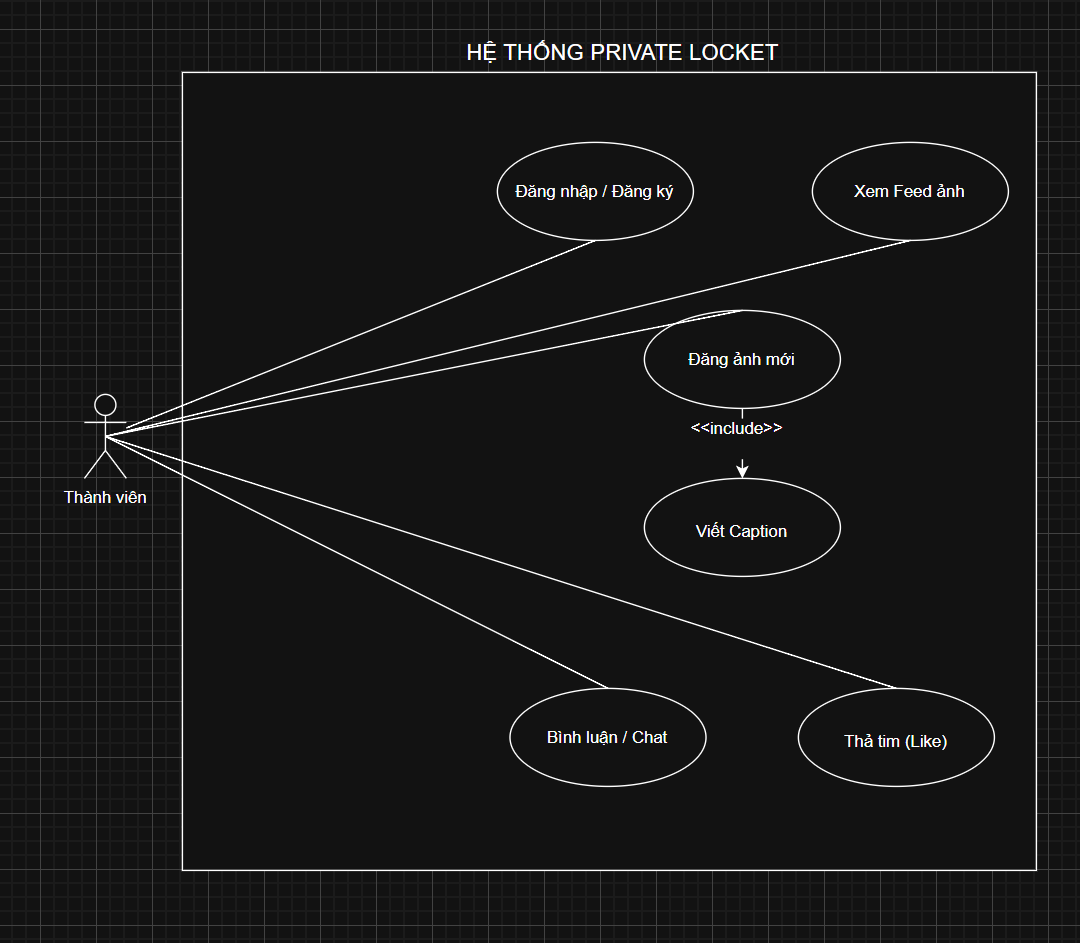 HỆ THỐNG PRIVATE LOCKET
Đăng nhập / Đăng ký
Xem Feed ảnh
Đăng ảnh mới
<<include>>
Thành viên
Viết Caption
Bình luận / Chat
Thả tim (Like)